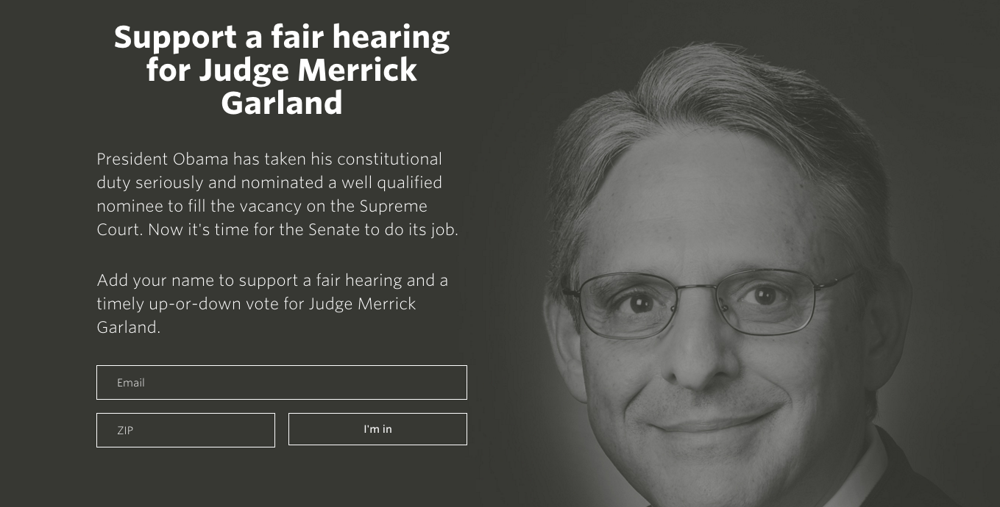 Support a fair hearing
for Judge Merrick
Garland
President Obama has taken his constitutional
duty seriously and nominated a well qualified
nominee to fill the vacancy on the Supreme
Court. Now it's time for the Senate to do its job.
Add your name to support a fair hearing and a
timely up-or-down vote for Judge Merrick
Garland.
Email
ZIP
I'm in